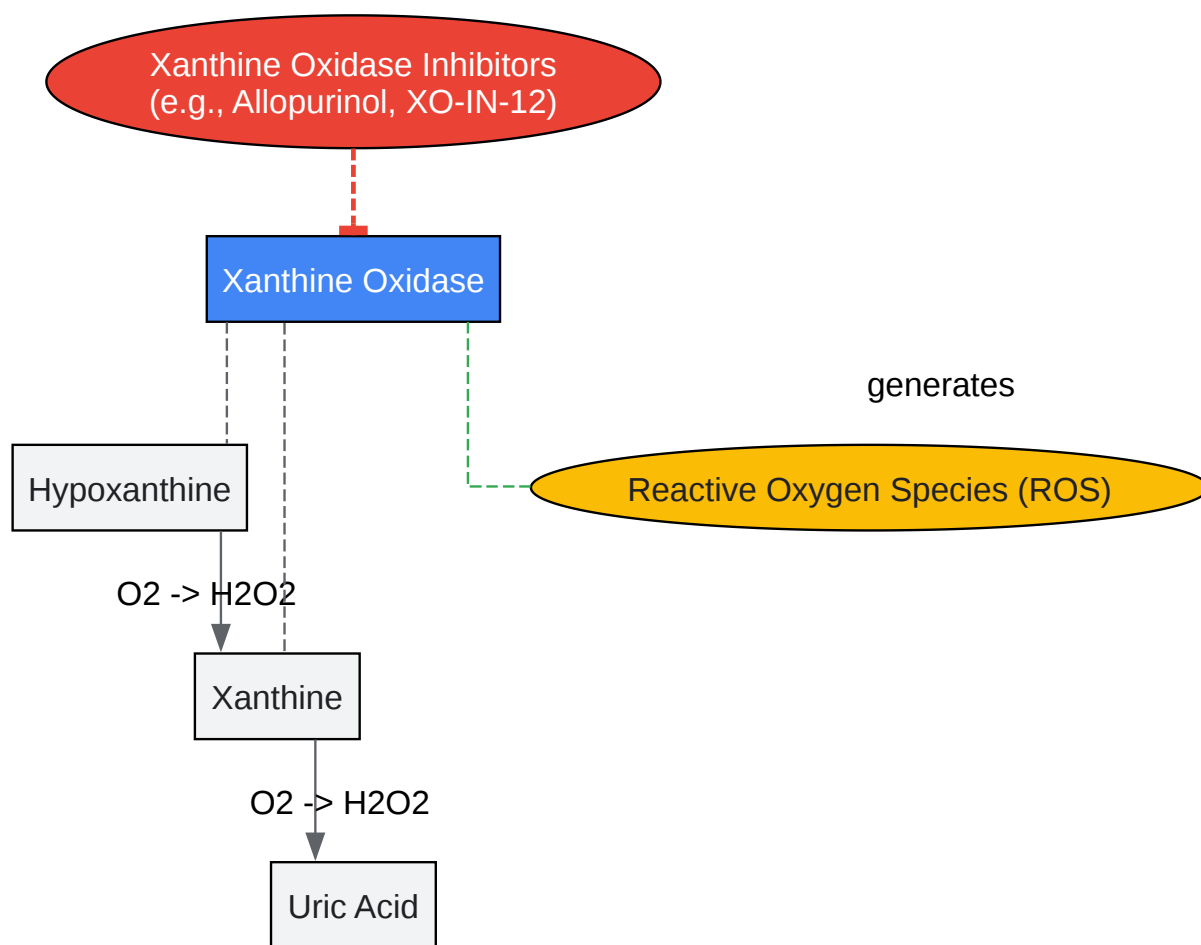 Xanthine Oxidase Inhibitors
(e.g., Allopurinol, XO-IN-12)
Xanthine Oxidase
generates
Hypoxanthine
Reactive Oxygen Species (ROS)
O2 -> H2O2
Xanthine
O2 -> H2O2
Uric Acid